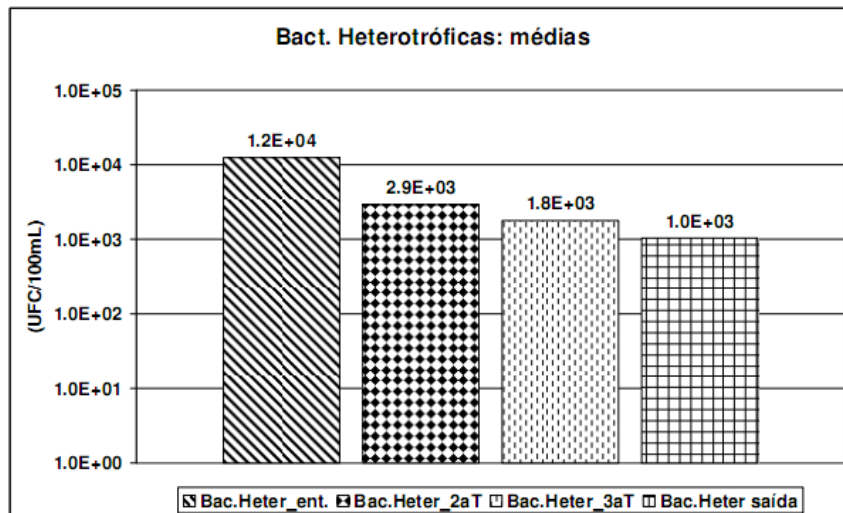 Bact. Heterotróficas: médias
1.0E+05
1.2E+04
1.0E+04
2.9E+03
1.8E+03
1.0E+03
1.0E+03
(UFC/100mL)
1.0E+02
1.0E+01
1.0E+00
Bac.Heter_ent. Bac.Heter_2aT Bac.Heter_3aT Bac.Heter saída